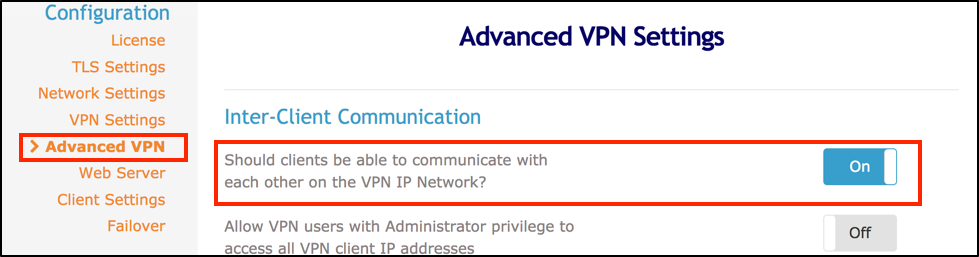 Configuration
License
TLS Settings
Network Settings
VPN Settings
Advanced VPN
Web Server
Client Settings
Failover
Advanced VPN Settings
Inter-Client Communication
Should clients be able to communicate with
each other on the VPN IP Network?
On
Allow VPN users with Administrator privilege to
access all VPN client IP addresses
Off